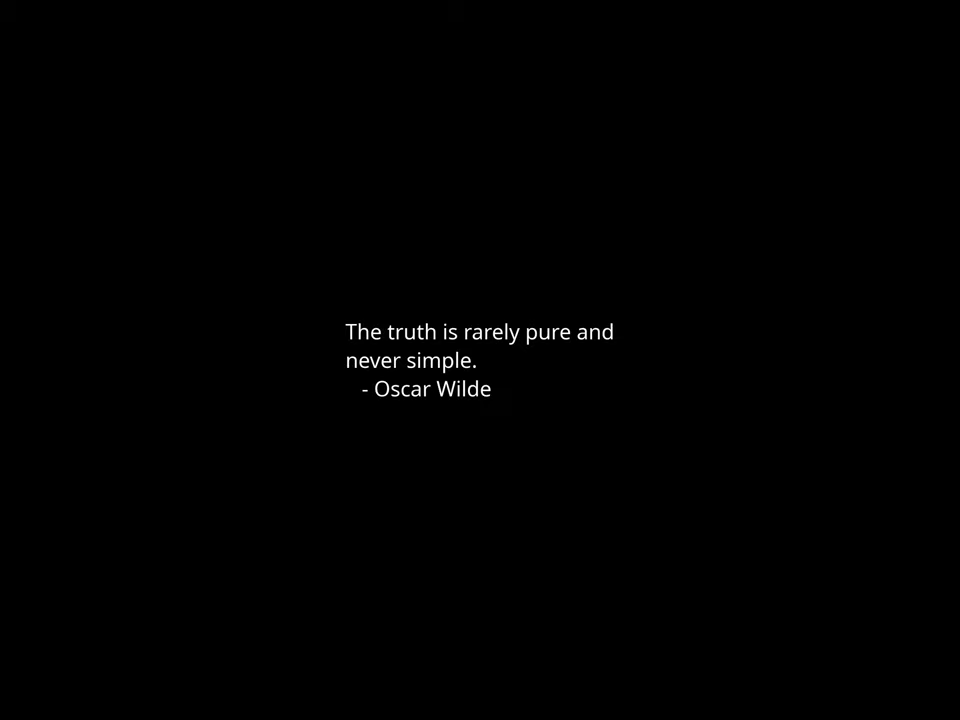 The truth is rarely pure and
never simple.
- Oscar Wilde